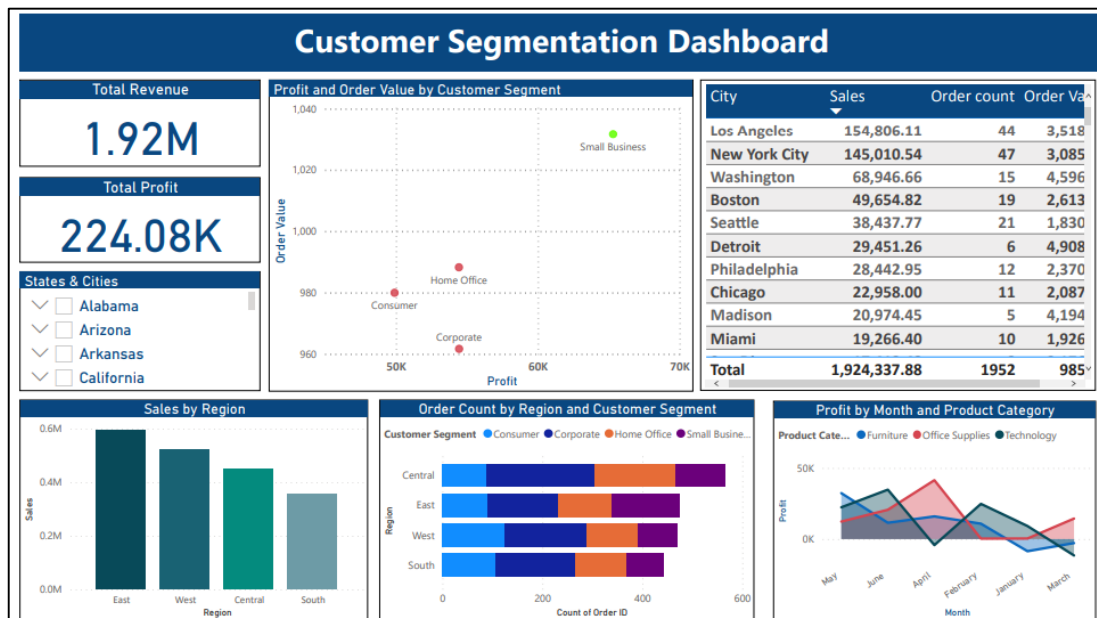 Customer Segmentation Dashboard
Total Revenue
1.92M
Total Profit
224.08K
States & Cities
Alabama
Arizona
Arkansas
California
Profit and Order Value by Customer Segment
1,040
1,020
1,000
980
960
Order Value
Small Business
Home Office
Consumer
Corporate
50K 60K 70K
Profit
City Sales Order count Order Va
Los Angeles 154,806.11 44 3,518
New York City 145,010.54 47 3,085
Washington 68,946.66 15 4,596
Boston 49,654.82 19 2,613
Seattle 38,437.77 21 1,830
Detroit 29,451.26 6 4,908
Philadelphia 28,442.95 12 2,370
Chicago 22,958.00 11 2,087
Madison 20,974.45 5 4,194
Miami 19,266.40 10 1,926
Total 1,924,337.88 1952 985
Sales by Region
0.6M
0.4M
0.2M
0.0M
Sales
East West Central South
Region
Order Count by Region and Customer Segment
Customer Segment Consumer Corporate Home Office Small Busine...
Central
East
West
South
Region
0 200 400 600
Count of Order ID
Profit by Month and Product Category
Product Cate... Furniture Office Supplies Technology
50K
0K
Profit
May June April February January March
Month